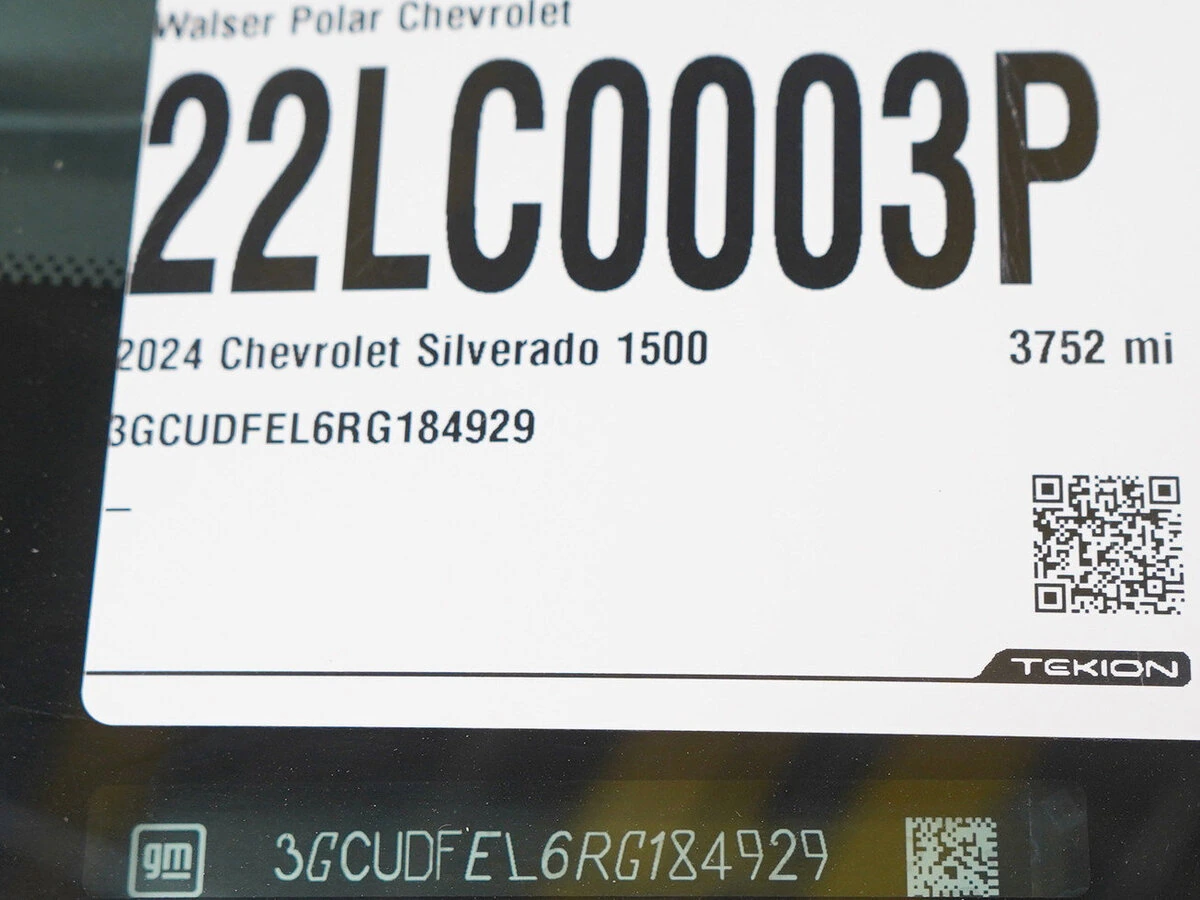 Walser Polar Chevrolet
22LC0003P
2024 Chevrolet Silverado 1500 3752 mi
3GCUDFEL6RG184929
–
TEKION
gm 3GCUDFEL6RG184929